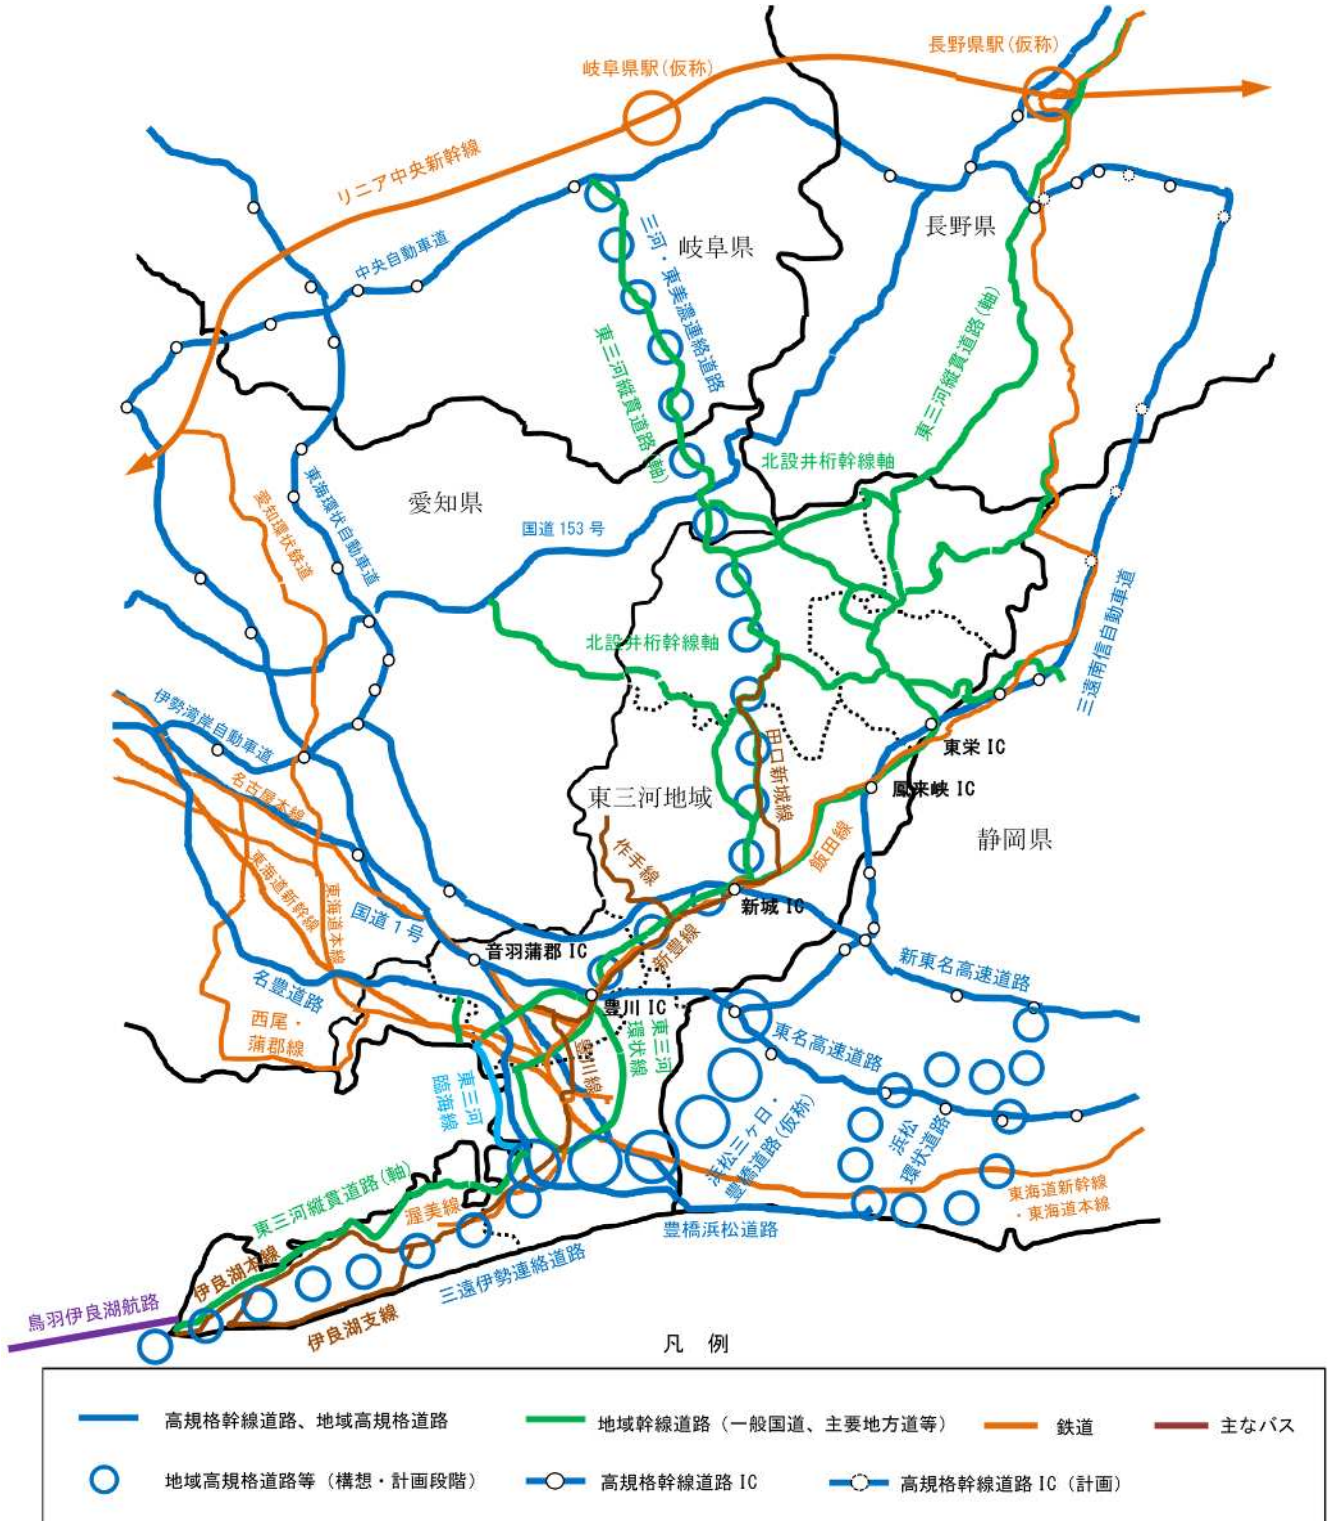 長野県駅(仮称)
岐阜県駅(仮称)
リニア中央新幹線
中央自動車道
三河・東美濃連絡道路
岐阜県
長野県
東三河縦貫道路(軸)
東三河縦貫道路(軸)
北設井桁幹線軸
愛知県
国道 153 号
愛知環状鉄道
東海環状自動車道
北設井桁幹線軸
三遠南信自動車道
伊勢湾岸自動車道
名古屋本線
田口新城線
東栄 IC
鳳来峡 IC
東三河地域
静岡県
作手線
飯田線
東海道新幹線
東海道本線
国道 1 号
新城 IC
新豊線
音羽蒲郡 IC
新東名高速道路
名豊道路
豊川 IC
西尾・
蒲郡線
東三河
環状線
東名高速道路
豊川線
東三河
臨海線
浜松三ヶ日・
豊橋道路(仮称)
浜松
環状道路
東三河縦貫道路(軸)
渥美線
東海道新幹線
・東海道本線
豊橋浜松道路
伊良湖本線
三遠伊勢連絡道路
鳥羽伊良湖航路
伊良湖支線
凡 例
高規格幹線道路、地域高規格道路
地域幹線道路（一般国道、主要地方道等）
鉄道
主なバス
地域高規格道路等（構想・計画段階）
高規格幹線道路 IC
高規格幹線道路 IC（計画）